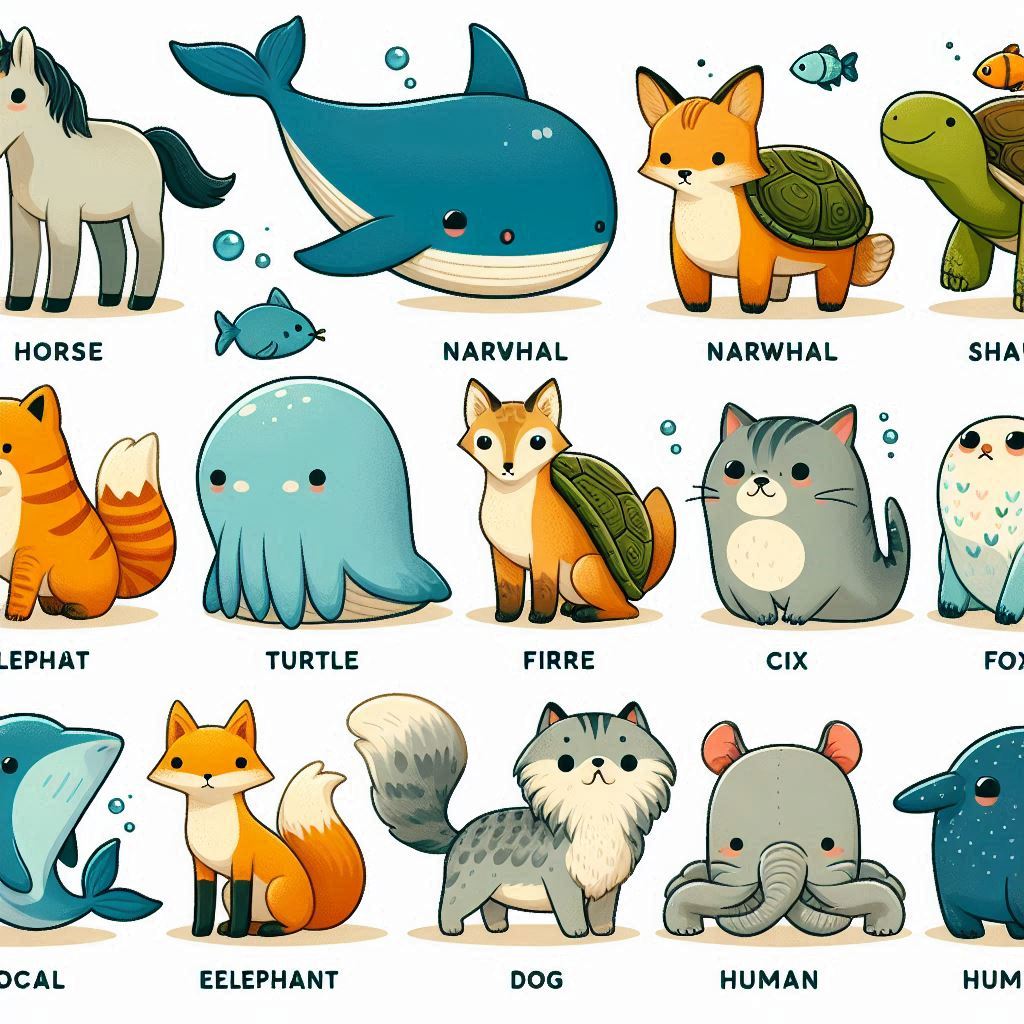 HORSE
NARVHAL
NARWHAL
SHAU
LEPHAT
TURTLE
FIRRE
CIX
FOX
OCAL
EELEPHANT
DOG
HUMAN
HUM